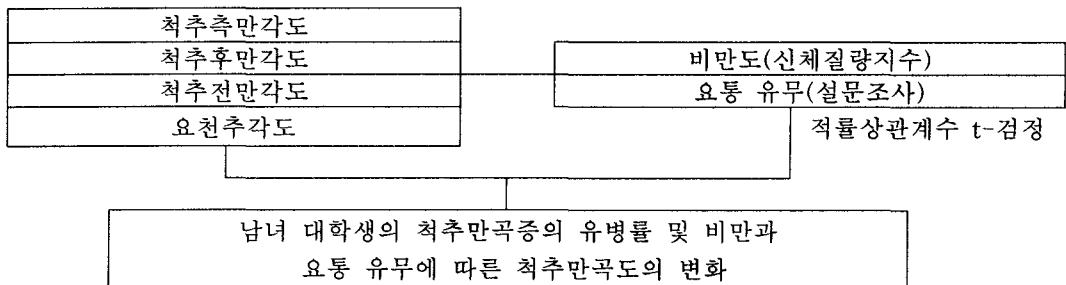 척추측만각도
척추후만각도
척추전만각도
요천추각도
비만도(신체질량지수)
요통 유무(설문조사)
적률상관계수 t-검정
남녀 대학생의 척추만곡증의 유병률 및 비만과
요통 유무에 따른 척추만곡도의 변화